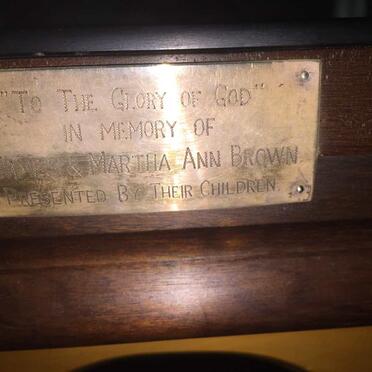 "To The Glory of God"
in memory of
& Martha Ann Brown
Presented By Their Children